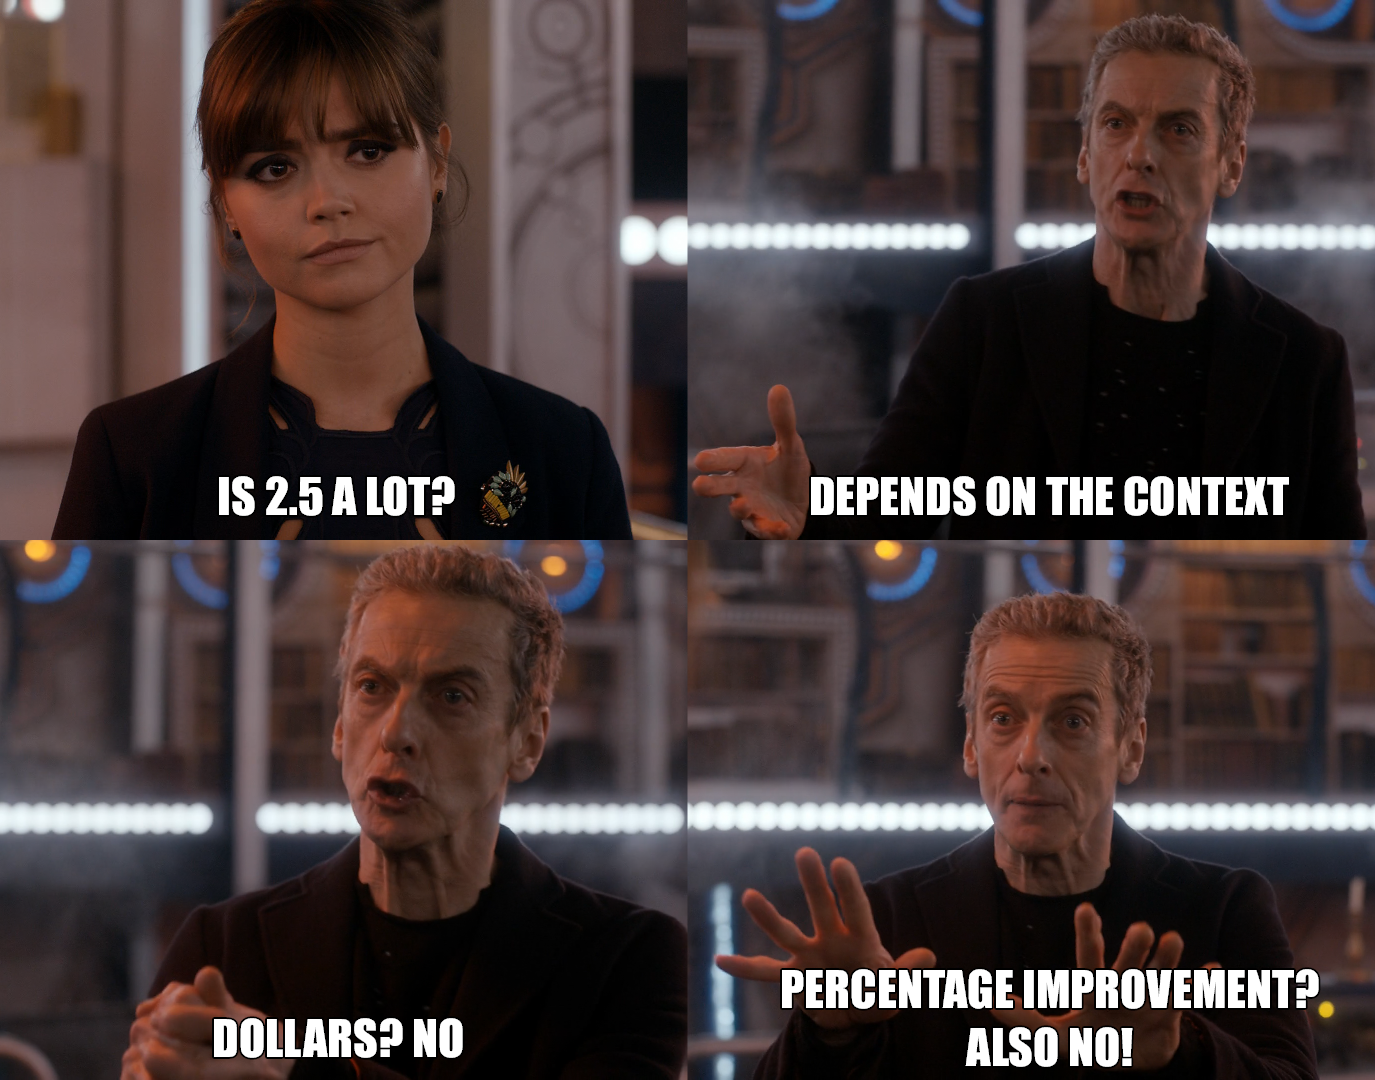 IS 2.5 A LOT?
DEPENDS ON THE CONTEXT
DOLLARS? NO
PERCENTAGE IMPROVEMENT?
ALSO NO!